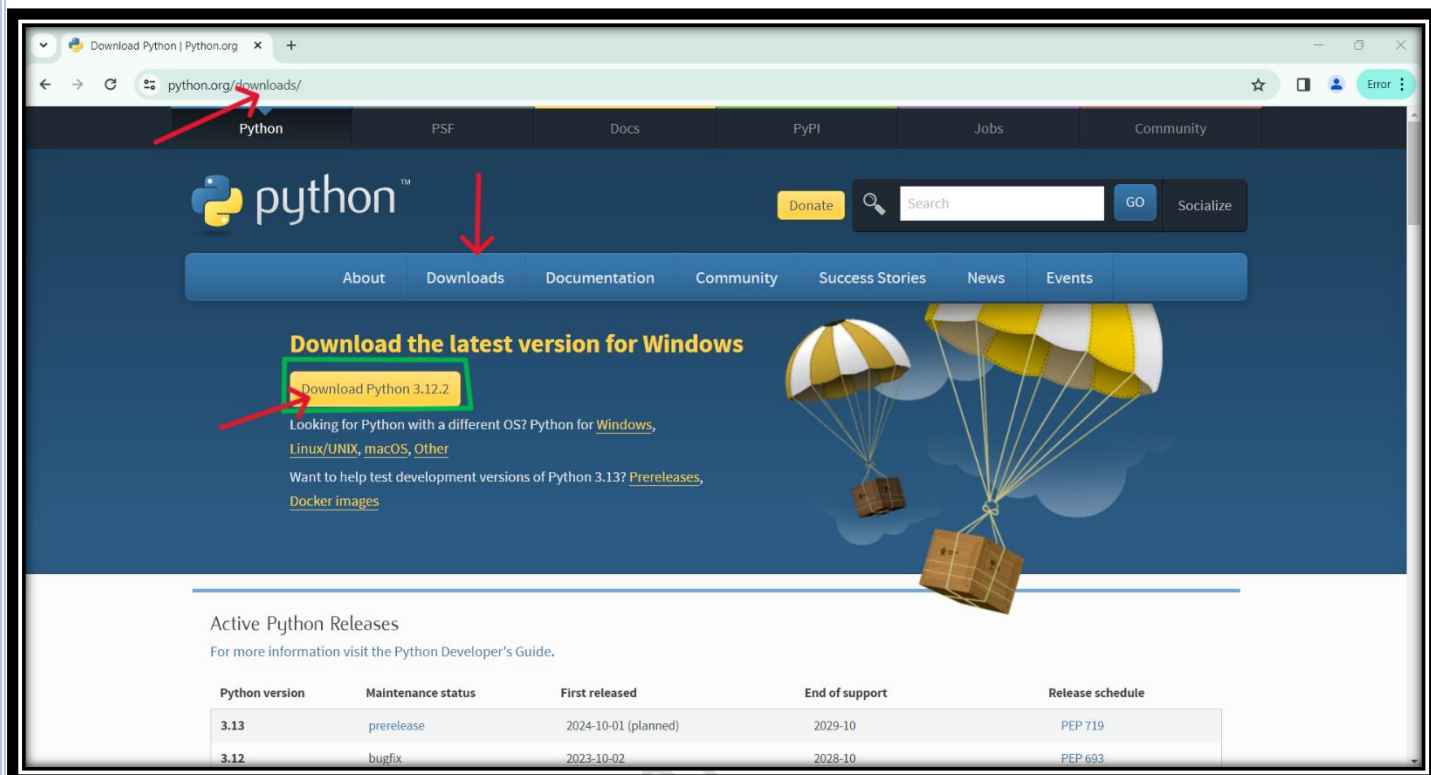 Download Python | Python.org
python.org/downloads/
Error
Python PSF Docs PyPI Jobs Community
python™
Donate Search GO Socialize
About Downloads Documentation Community Success Stories News Events
Download the latest version for Windows
Download Python 3.12.2
Looking for Python with a different OS? Python for Windows,
Linux/UNIX, macOS, Other
Want to help test development versions of Python 3.13? Prereleases,
Docker images
Active Python Releases
For more information visit the Python Developer's Guide.
Python version Maintenance status First released End of support Release schedule
3.13 prerelease 2024-10-01 (planned) 2029-10 PEP 719
3.12 bugfix 2023-10-02 2028-10 PEP 693